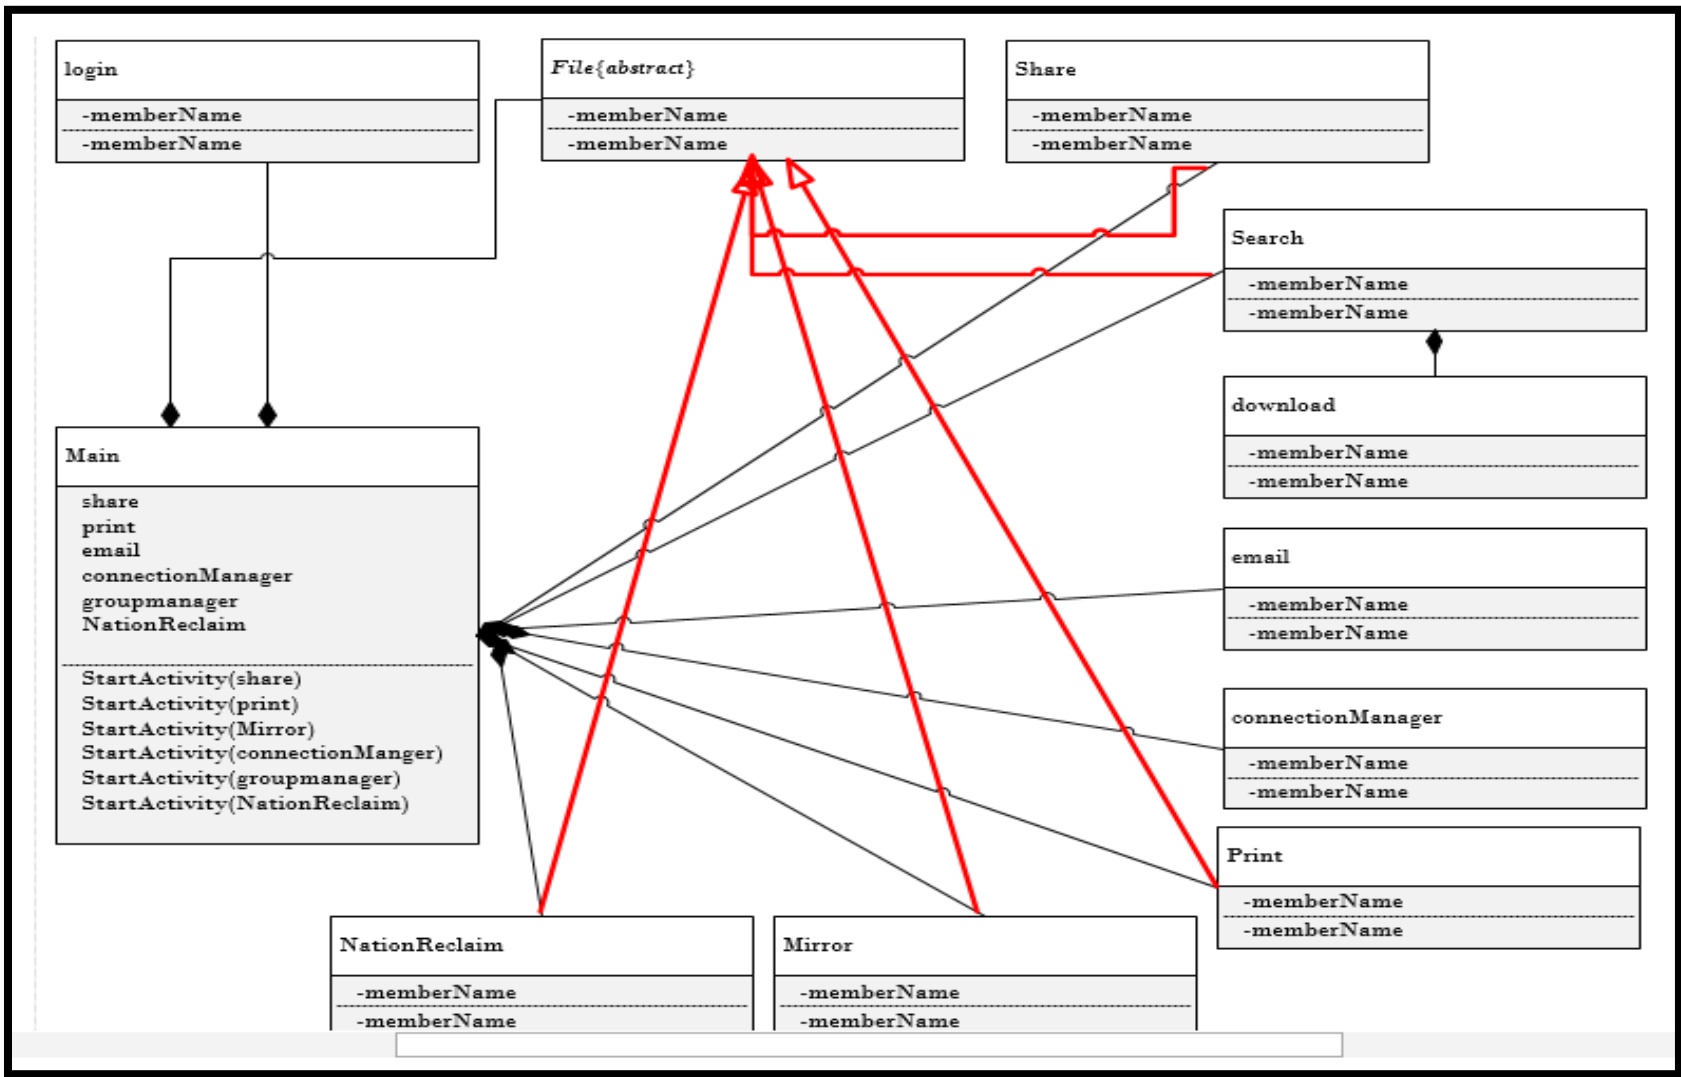 login
-memberName
-memberName
File{abstract}
-memberName
-memberName
Share
-memberName
-memberName
Search
-memberName
-memberName
download
-memberName
-memberName
Main
share
print
email
connectionManager
groupmanager
NationReclaim
StartActivity(share)
StartActivity(print)
StartActivity(Mirror)
StartActivity(connectionManger)
StartActivity(groupmanager)
StartActivity(NationReclaim)
email
-memberName
-memberName
connectionManager
-memberName
-memberName
Print
-memberName
-memberName
NationReclaim
-memberName
-memberName
Mirror
-memberName
-memberName